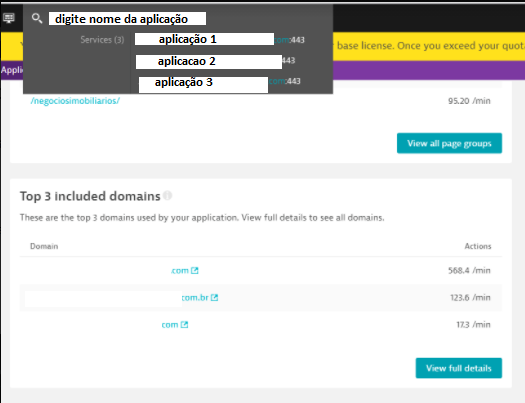 digite nome da aplicação
Services (3) aplicação 1 .com:443
base license. Once you exceed your quot
aplicacao 2 443
Applic
aplicação 3 com:443
/negociosimobiliarios/ 95.20 /min
View all page groups
Top 3 included domains
These are the top 3 domains used by your application. View full details to see all domains.
Domain Actions
.com 568.4 /min
.com.br 123.6 /min
com 17.3 /min
View full details